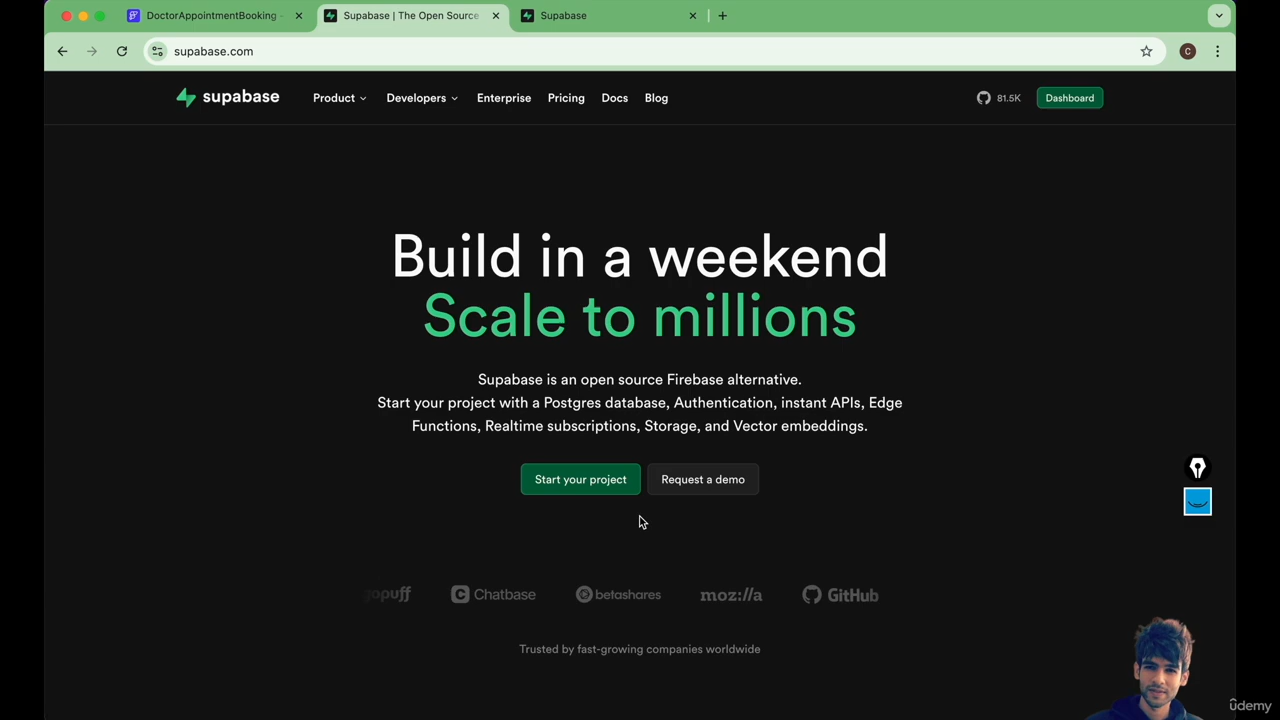 DoctorAppointmentBooking -
Supabase | The Open Source
Supabase
supabase.com
C
supabase
Product
Developers
Enterprise
Pricing
Docs
Blog
81.5K
Dashboard
Build in a weekend
Scale to millions
Supabase is an open source Firebase alternative.
Start your project with a Postgres database, Authentication, instant APIs, Edge
Functions, Realtime subscriptions, Storage, and Vector embeddings.
Start your project
Request a demo
gopuff
Chatbase
betashares
moz://a
GitHub
Trusted by fast-growing companies worldwide
udemy